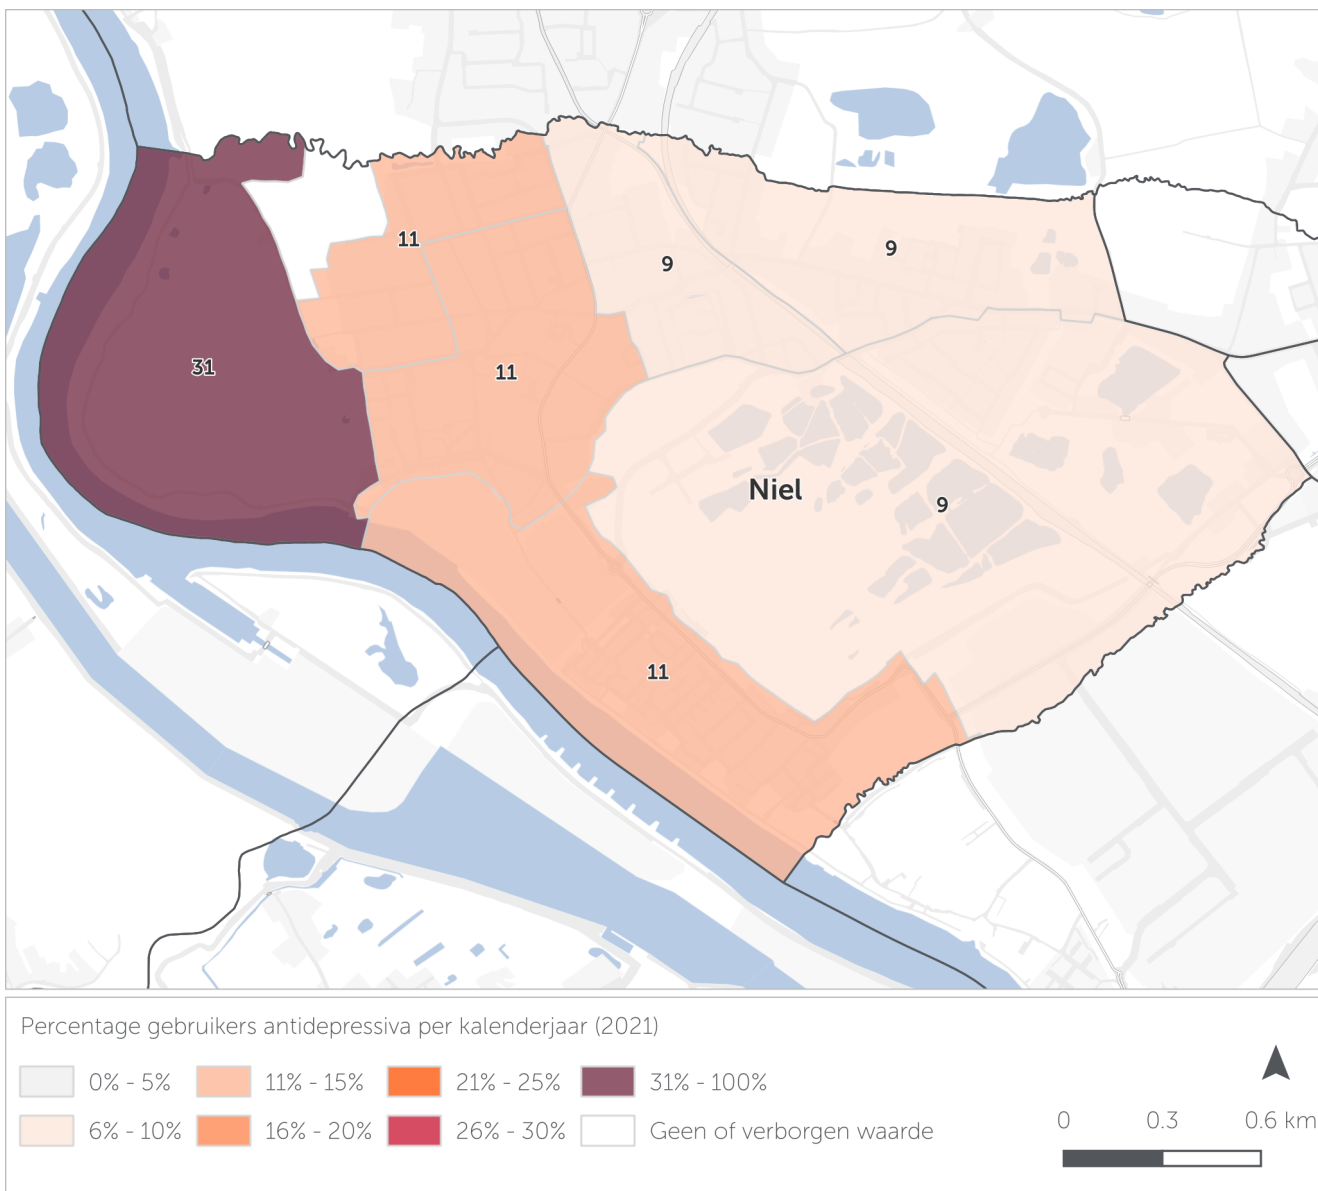 11
9
9
31
11
Niel
9
11
Percentage gebruikers antidepressiva per kalenderjaar (2021)
0% - 5%
11% - 15%
21% - 25%
31% - 100%
6% - 10%
16% - 20%
26% - 30%
Geen of verborgen waarde
0 0.3 0.6 km